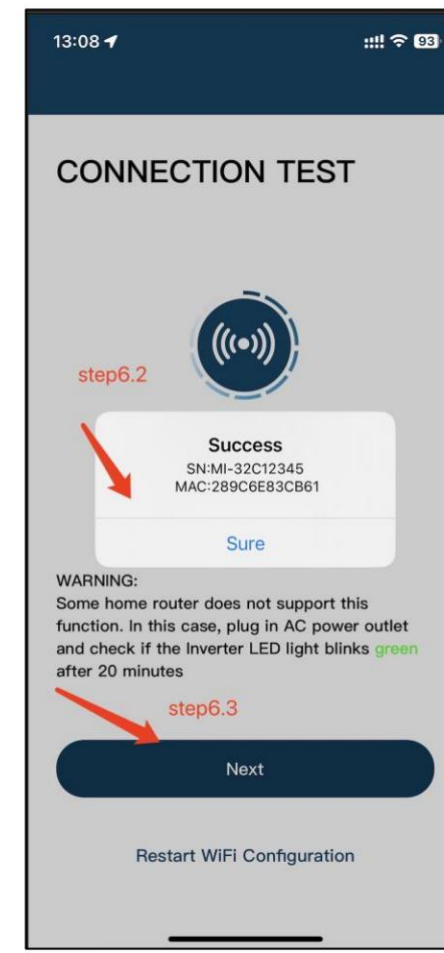 13:08
93
CONNECTION TEST
step6.2
Success
SN:MI-32C12345
MAC:289C6E83CB61
Sure
WARNING:
Some home router does not support this
function. In this case, plug in AC power outlet
and check if the Inverter LED light blinks green
after 20 minutes
step6.3
Next
Restart WiFi Configuration